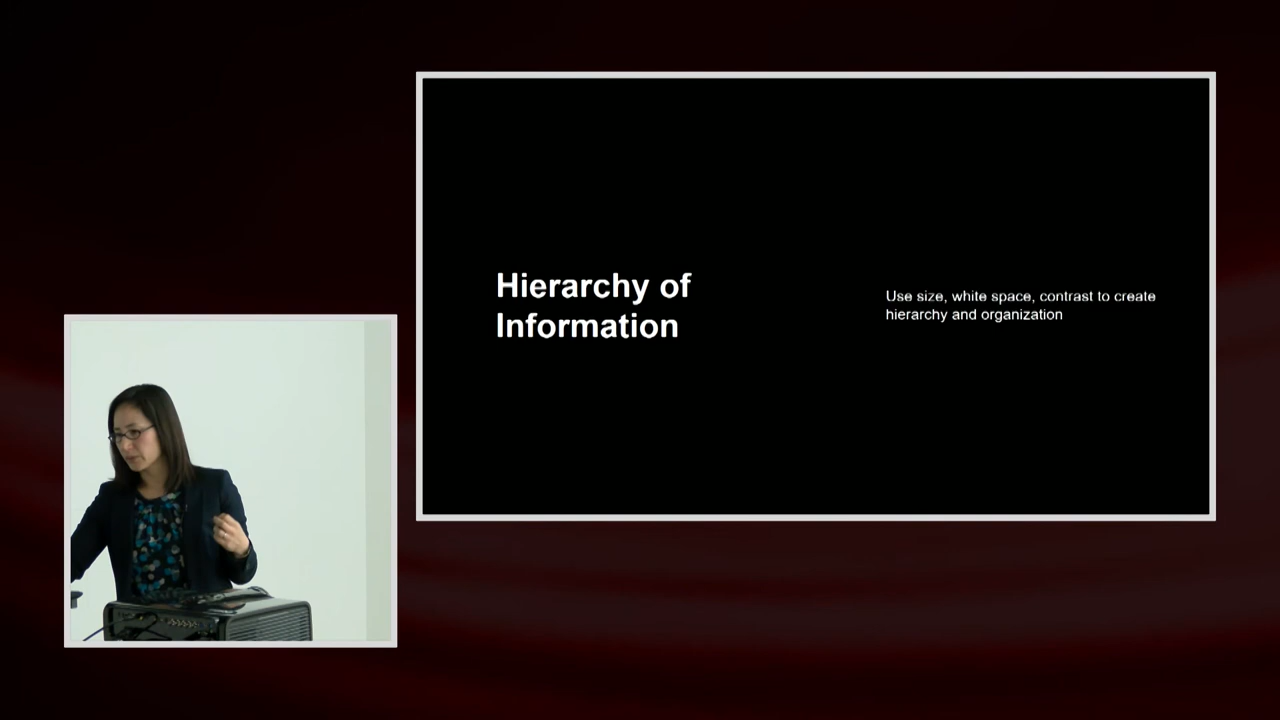 Hierarchy of
Information
Use size, white space, contrast to create
hierarchy and organization